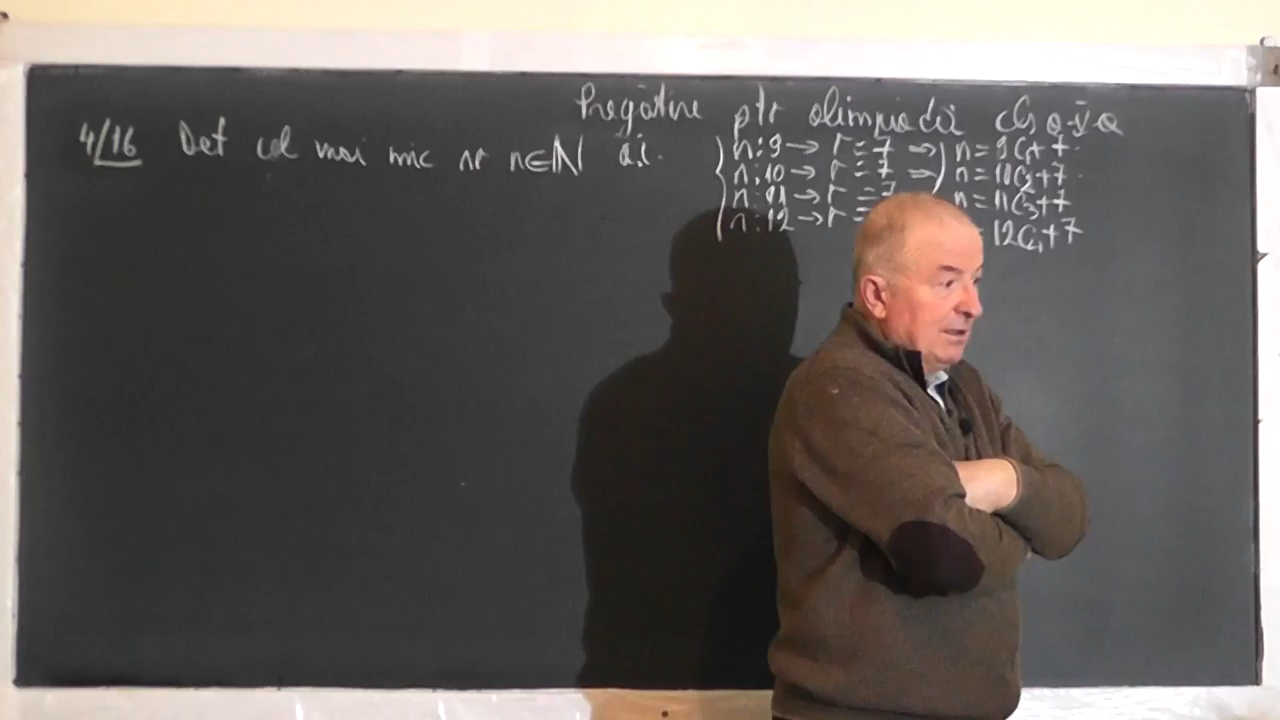 Pregătire ptr olimpiadă cls a-V-a
4/16 Det cel mai mic nr n∈ℕ a.î.
n:9→r=7 ⇒ n=9C₁+7
n:10→r=7 ⇒ n=10C₂+7
n:11→r=7 n=11C₃+7
n:12→r= =12C₄+7